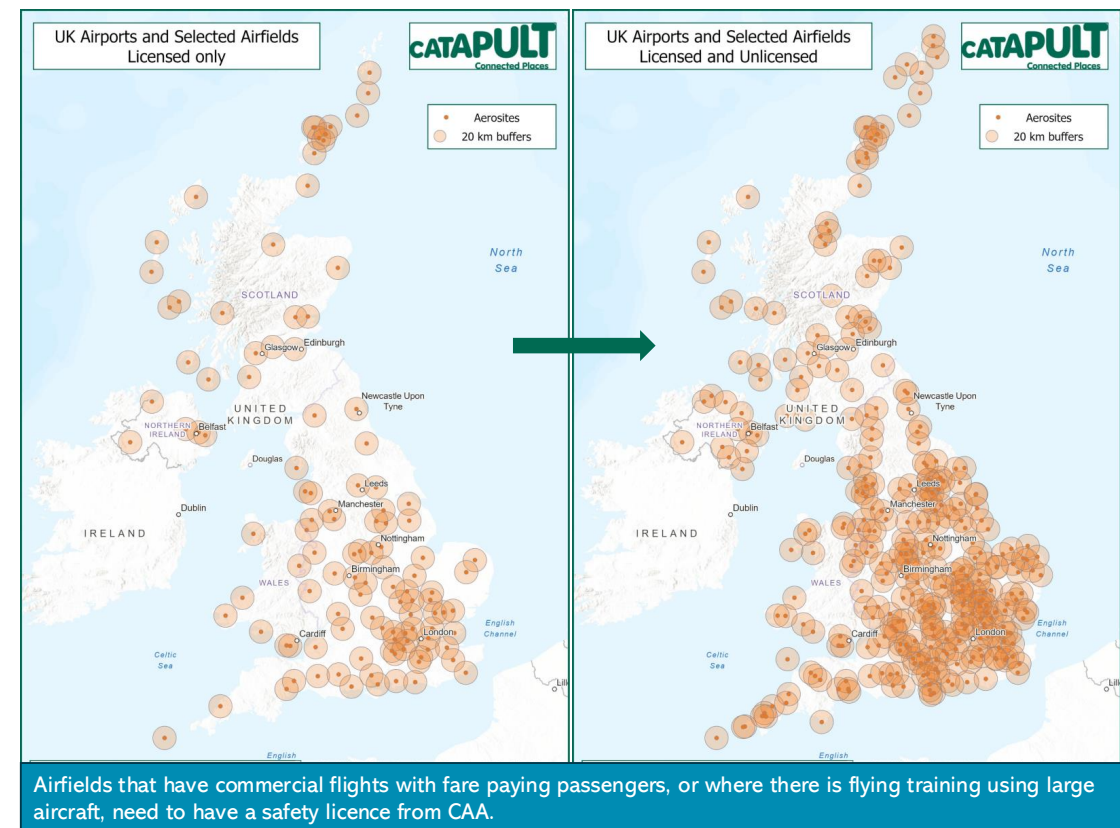 UK Airports and Selected Airfields
Licensed only
CATAPULT
Connected Places
Aerosites
20 km buffers
North
Sea
SCOTLAND
Glasgow
Edinburgh
Newcastle Upon
Tyne
UNITED
KINGDOM
NORTHERN
IRELAND
Belfast
Douglas
Leeds
Dublin
Manchester
IRELAND
Nottingham
Birmingham
WALES
English
Channel
Cardiff
London
Celtic
Sea
English
UK Airports and Selected Airfields
Licensed and Unlicensed
CATAPULT
Connected Places
Aerosites
20 km buffers
North
Sea
SCOTLAND
Glasgow
Edinburgh
Newcastle Upon
Tyne
UNITED
KINGDOM
NORTHERN
IRELAND
Belfast
Douglas
Leeds
Dublin
Manchester
IRELAND
Nottingham
Birmingham
WALES
English
Channel
Cardiff
London
Celtic
Sea
English
Airfields that have commercial flights with fare paying passengers, or where there is flying training using large
aircraft, need to have a safety licence from CAA.